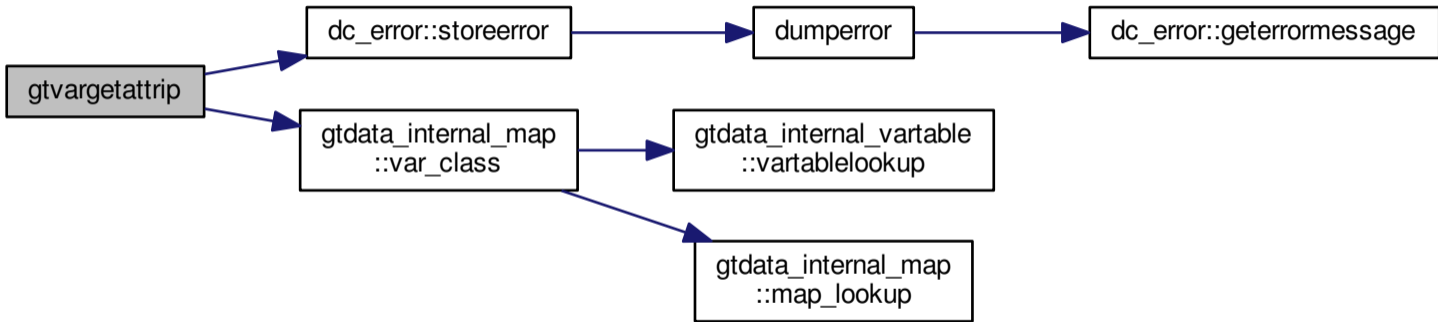 gtvargetattrip
dc_error::storeerror
dumperror
dc_error::geterrormessage
gtdata_internal_map
::var_class
gtdata_internal_vartable
::vartablelookup
gtdata_internal_map
::map_lookup